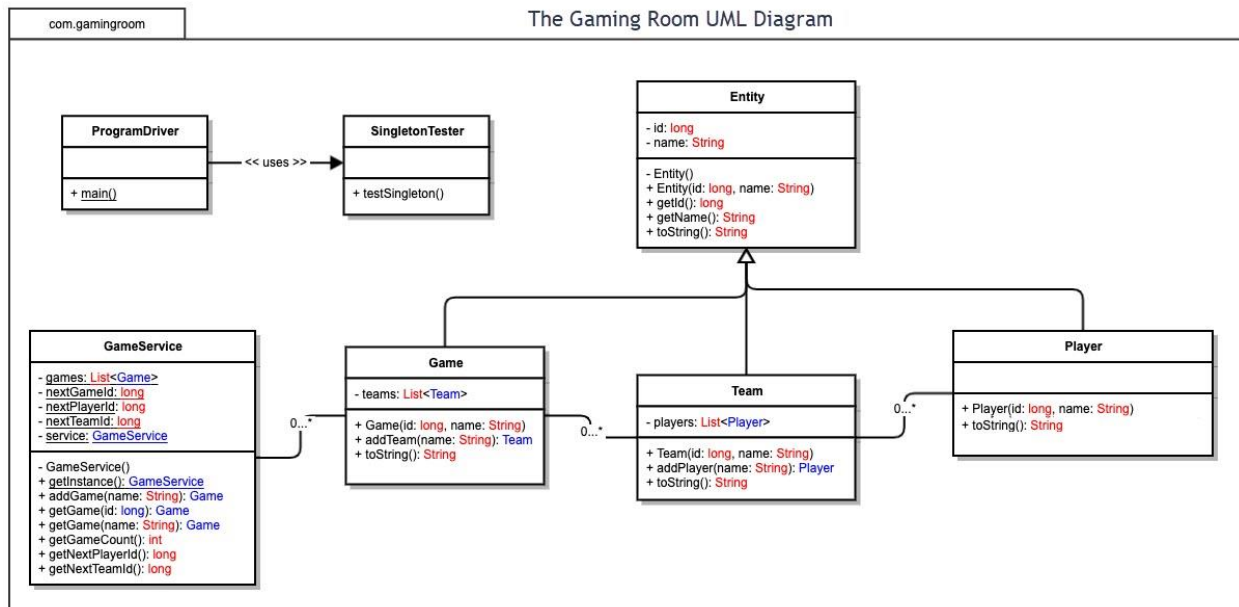 com.gamingroom
The Gaming Room UML Diagram
ProgramDriver
+ main()
<< uses >>
SingletonTester
+ testSingleton()
Entity
- id: long
- name: String
- Entity()
+ Entity(id: long, name: String)
+ getId(): long
+ getName(): String
+ toString(): String
GameService
- games: List<Game>
- nextGameId: long
- nextPlayerId: long
- nextTeamId: long
- service: GameService
- GameService()
+ getInstance(): GameService
+ addGame(name: String): Game
+ getGame(id: long): Game
+ getGame(name: String): Game
+ getGameCount(): int
+ getNextPlayerId(): long
+ getNextTeamId(): long
0...*
Game
- teams: List<Team>
+ Game(id: long, name: String)
+ addTeam(name: String): Team
+ toString(): String
0...*
Team
- players: List<Player>
+ Team(id: long, name: String)
+ addPlayer(name: String): Player
+ toString(): String
0...*
Player
+ Player(id: long, name: String)
+ toString(): String